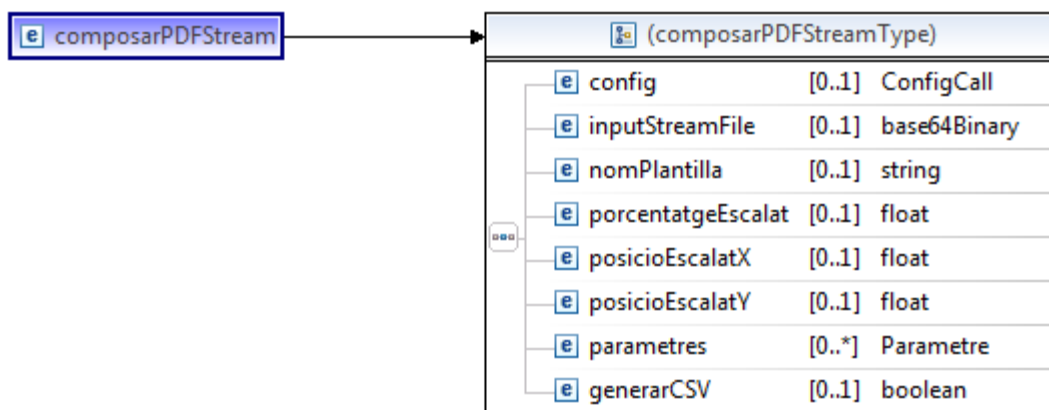 e composarPDFStream
(composarPDFStreamType)
e config [0..1] ConfigCall
e inputStreamFile [0..1] base64Binary
e nomPlantilla [0..1] string
e porcentatgeEscalat [0..1] float
e posicioEscalatX [0..1] float
e posicioEscalatY [0..1] float
e parametres [0..*] Parametre
e generarCSV [0..1] boolean